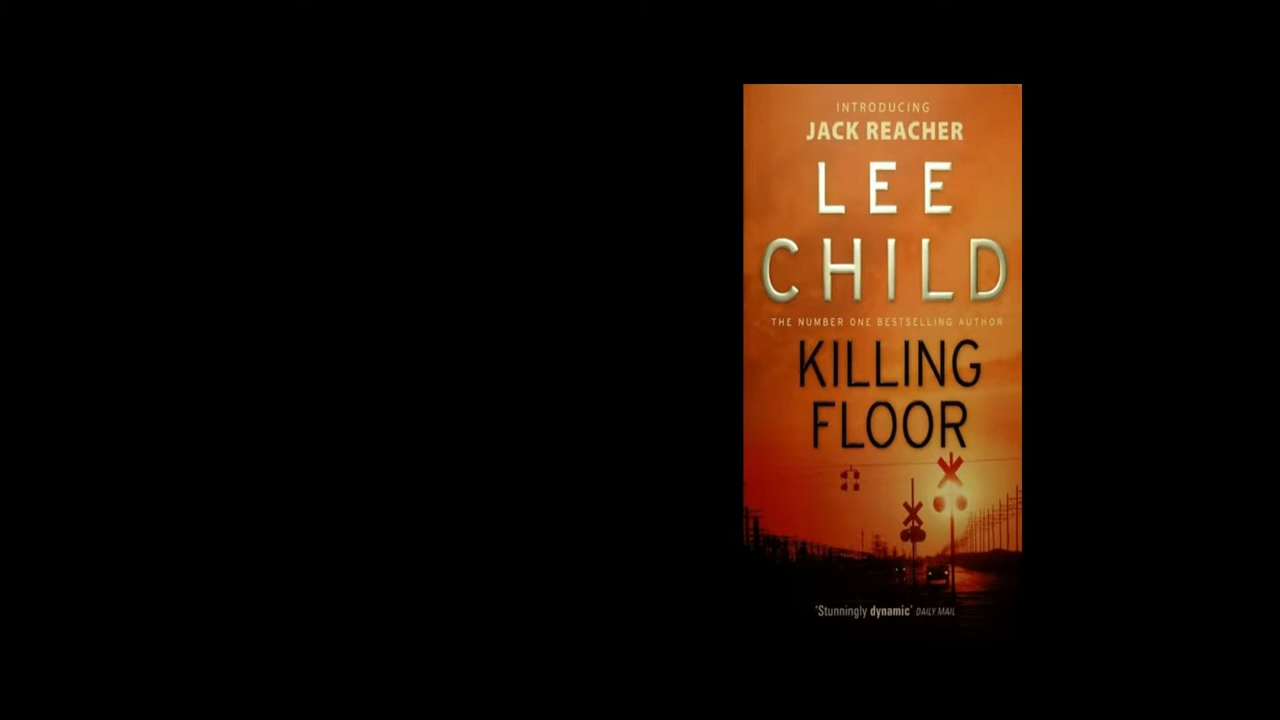 INTRODUCING
JACK REACHER
LEE
CHILD
THE NUMBER ONE BESTSELLING AUTHOR
KILLING
FLOOR
'Stunningly dynamic' DAILY MAIL